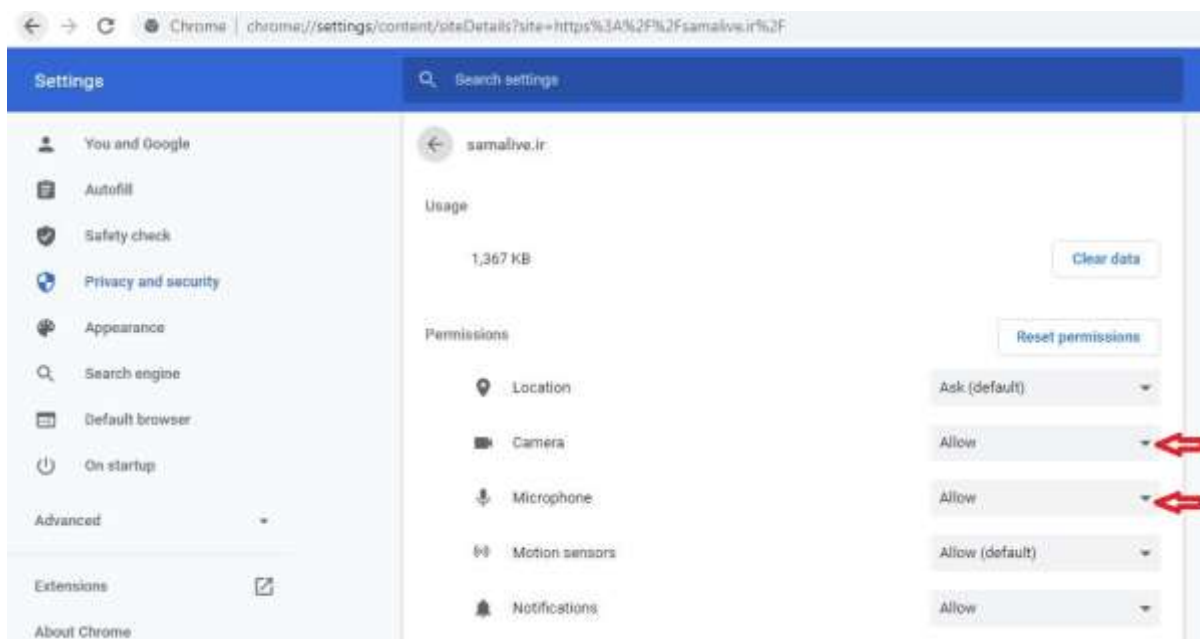 Chrome | chrome://settings/content/siteDetails?site=https%3A%2F%2Fsamalive.ir%2F
Settings
Search settings
You and Google
Autofill
Safety check
Privacy and security
Appearance
Search engine
Default browser
On startup
Advanced
Extensions
About Chrome
samalive.ir
Usage
1,367 KB
Clear data
Permissions
Reset permissions
Location
Ask (default)
Camera
Allow
Microphone
Allow
Motion sensors
Allow (default)
Notifications
Allow